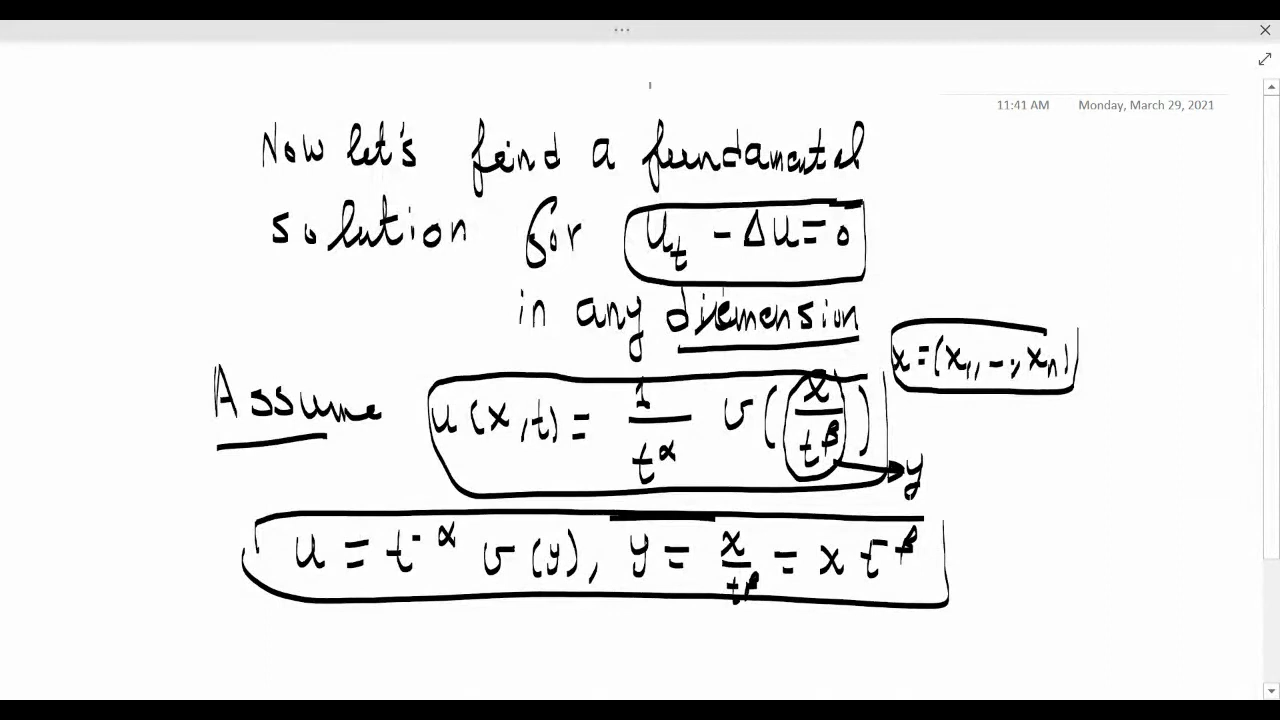 11:41 AM Monday, March 29, 2021
Now let's find a fundamental
solution for u_t - Δu = 0
in any dimension
x = (x_1, -., x_n)
Assume u(x,t) = 1/t^α v(x/t^β) → y
u = t^-α v(y), y = x/t^β = x t^-β